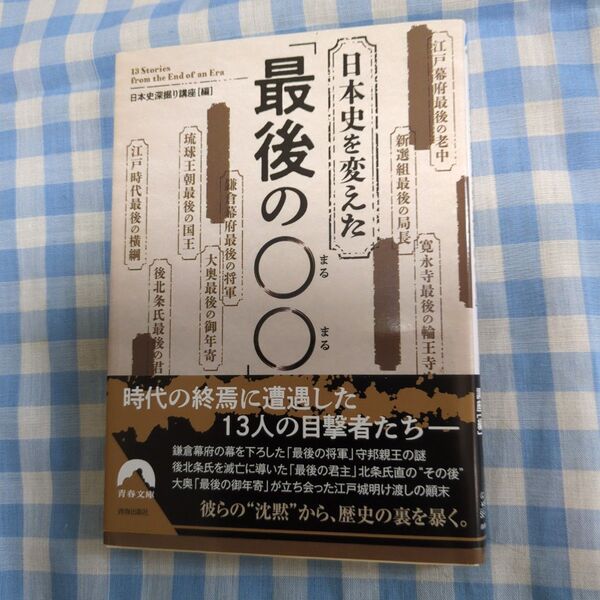 13 Stories
from the End of an Era
日本史深掘り講座[編]
日本史を変えた
「最後の〇〇」
まる
まる
江戸幕府最後の老中
新選組最後の局長
寛永寺最後の輪王寺
鎌倉幕府最後の将軍
大奥最後の御年寄
琉球王朝最後の国王
後北条氏最後の君
江戸時代最後の横綱
時代の終焉に遭遇した
13人の目撃者たち──
鎌倉幕府の幕を下ろした「最後の将軍」守邦親王の謎
後北条氏を滅亡に導いた「最後の君主」北条氏直の“その後”
大奥「最後の御年寄」が立ち会った江戸城明け渡しの顚末
彼らの“沈黙”から、歴史の裏を暴く。
青春文庫
青春出版社